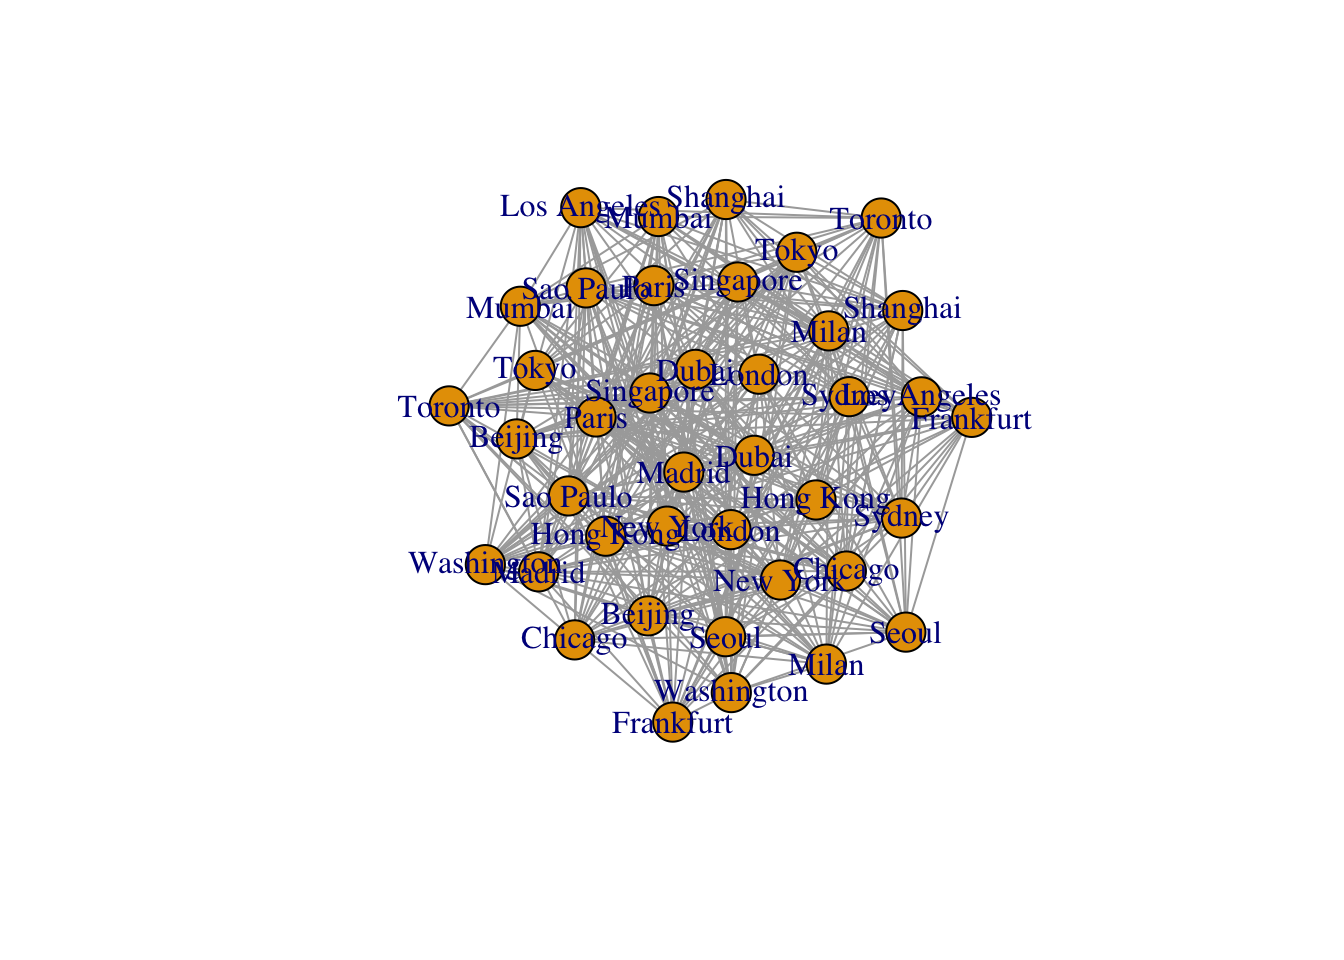 Shanghai
Los Angeles
Mumbai
Toronto
Tokyo
Singapore
Sao Paulo
Paris
Mumbai
Shanghai
Milan
Tokyo
Dubai
London
Singapore
Sydney
Los Angeles
Toronto
Paris
Frankfurt
Beijing
Dubai
Madrid
Sao Paulo
Hong Kong
Sydney
New York
London
Hong Kong
Washington
Madrid
Chicago
New York
Beijing
Chicago
Seoul
Seoul
Milan
Washington
Frankfurt